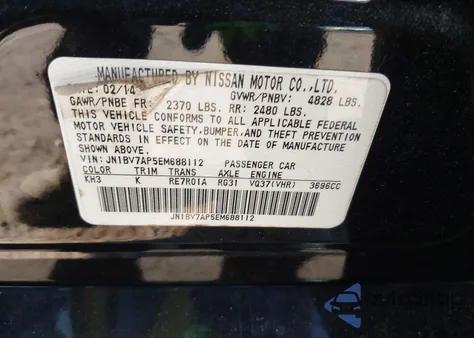 MANUFACTURED BY NISSAN MOTOR CO.,LTD.
DATE: 02/14 GVWR/PNBV: 4828 LBS.
GAWR/PNBE FR: 2370 LBS. RR: 2480 LBS.
THIS VEHICLE CONFORMS TO ALL APPLICABLE FEDERAL
MOTOR VEHICLE SAFETY, BUMPER, AND THEFT PREVENTION
STANDARDS IN EFFECT ON THE DATE OF MANUFACTURE
SHOWN ABOVE.
VIN: JN1BV7AP5EM688112 PASSENGER CAR
COLOR TRIM TRANS AXLE ENGINE
KH3 K RE7R01A RG31 VQ37(VHR) 3696CC
JN1BV7AP5EM688112